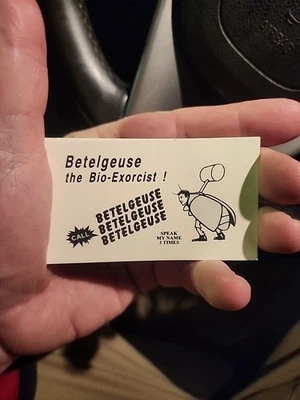 Betelgeuse
the Bio-Exorcist !
CALL
BETELGEUSE
BETELGEUSE
BETELGEUSE
SPEAK
MY NAME
3 TIMES